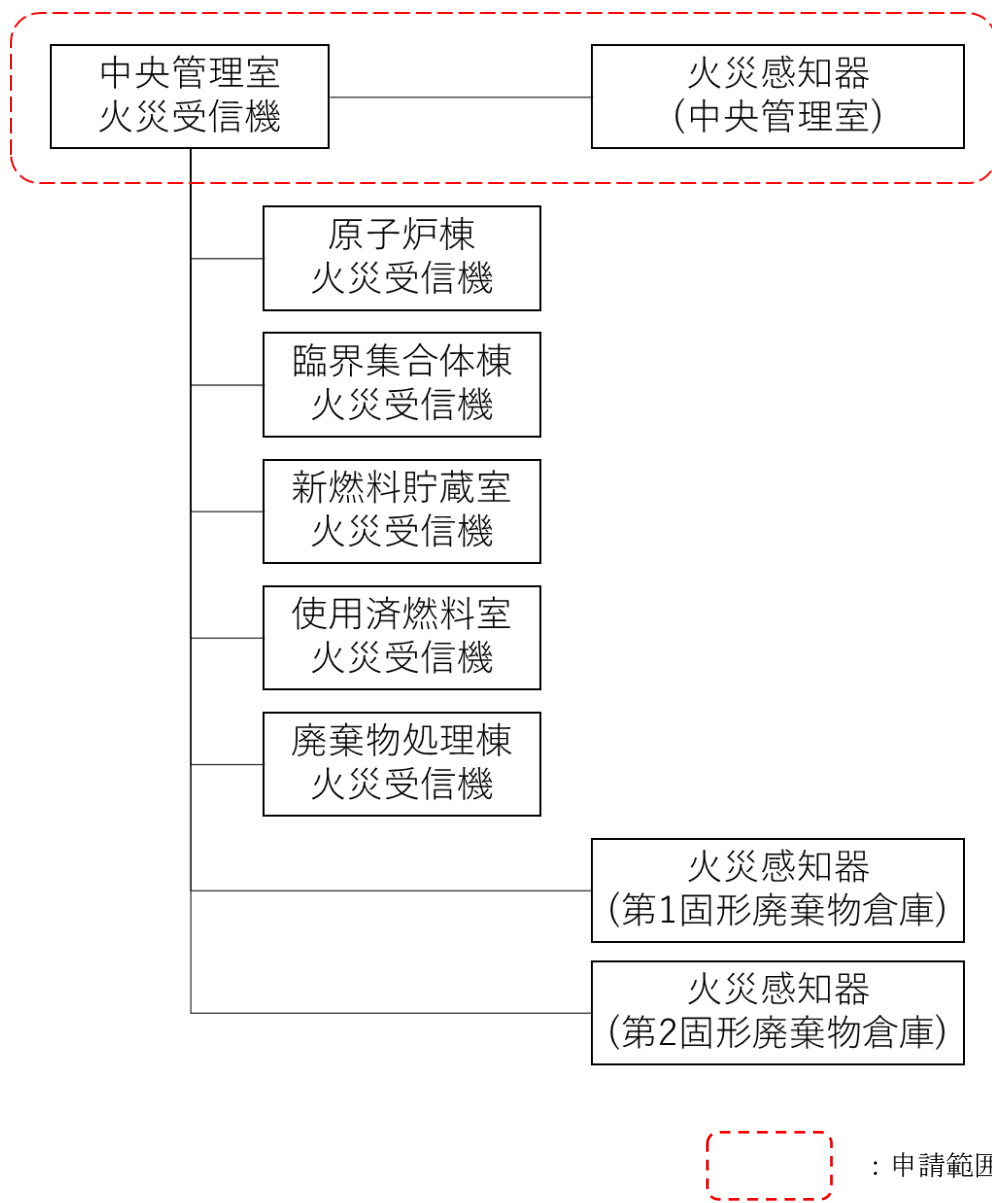 中央管理室
火災受信機
火災感知器
(中央管理室)
原子炉棟
火災受信機
臨界集合体棟
火災受信機
新燃料貯蔵室
火災受信機
使用済燃料室
火災受信機
廃棄物処理棟
火災受信機
火災感知器
(第1固形廃棄物倉庫)
火災感知器
(第2固形廃棄物倉庫)
：申請範囲